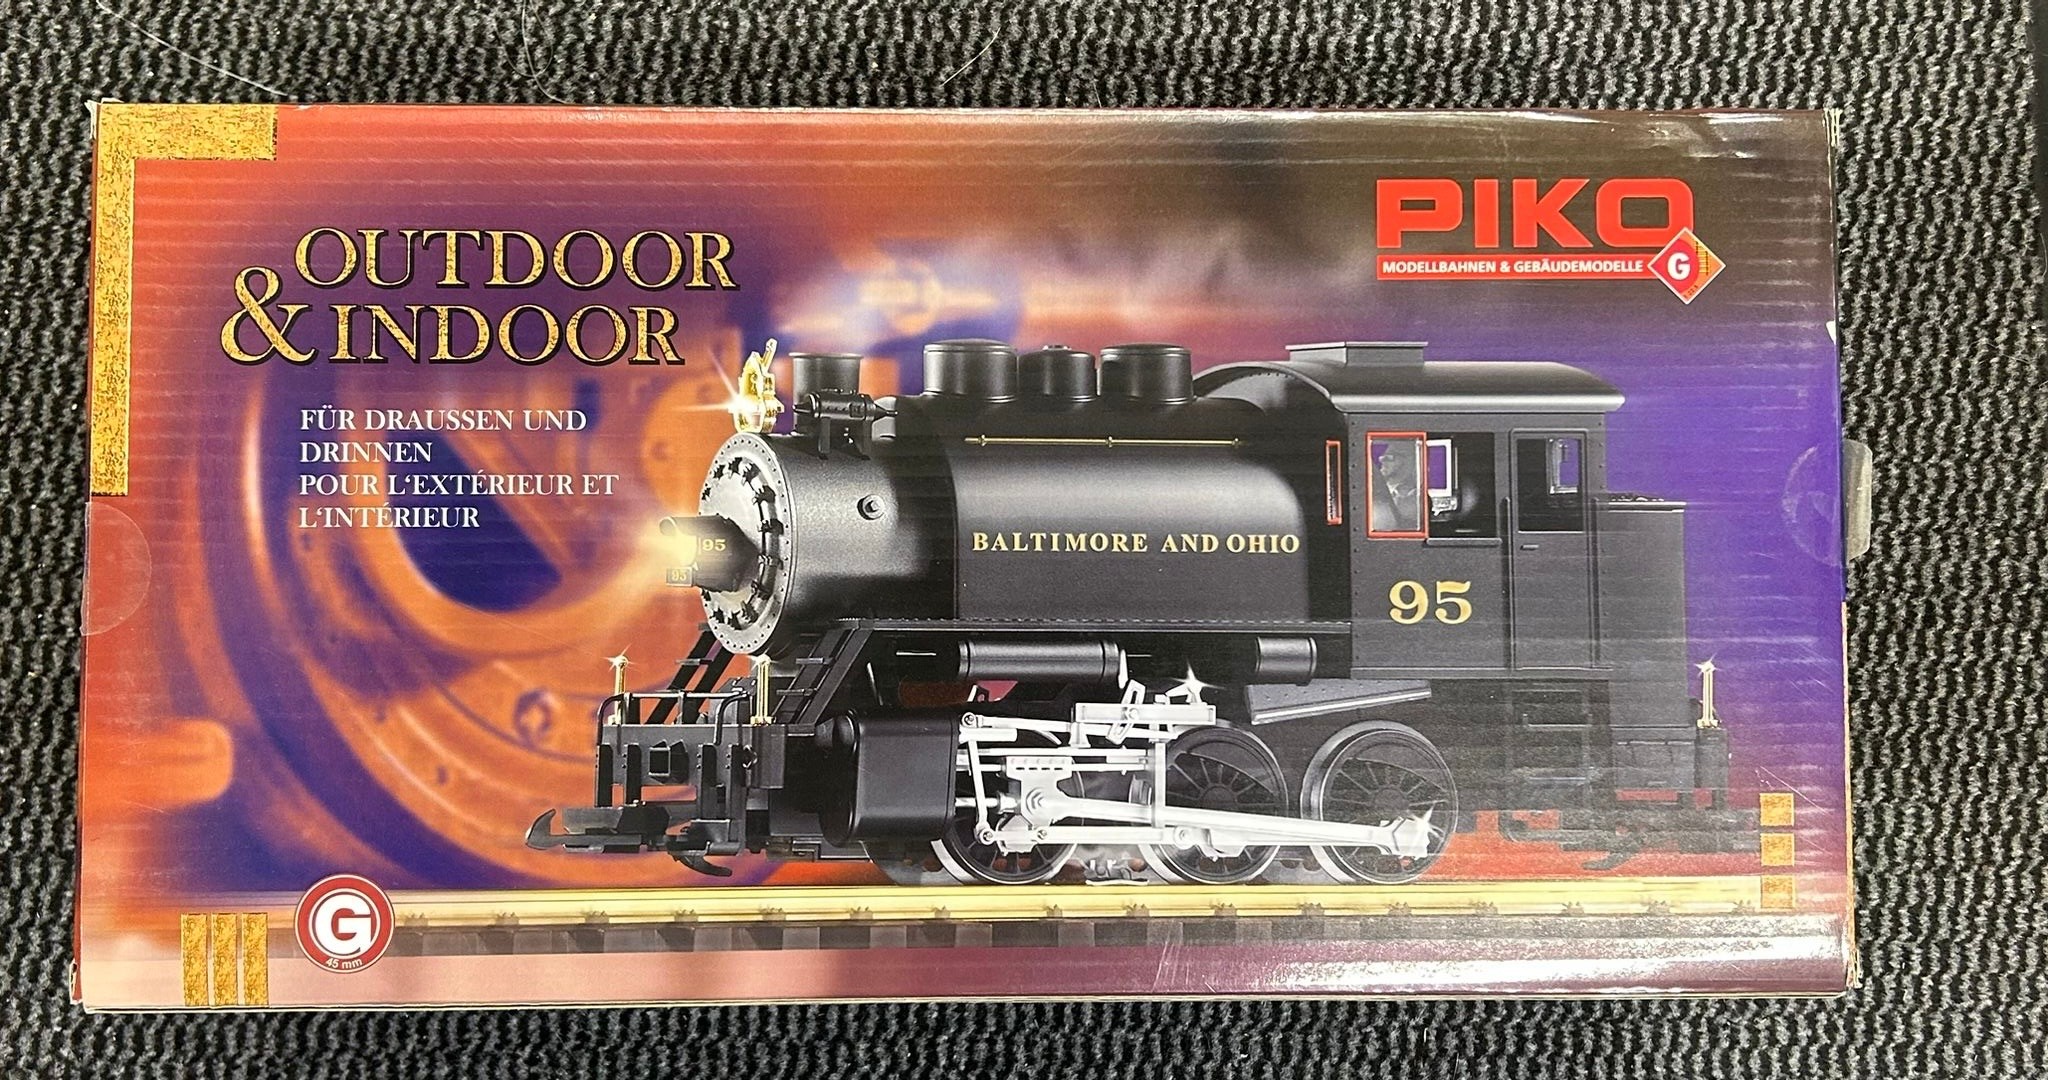 OUTDOOR
& INDOOR
FÜR DRAUSSEN UND
DRINNEN
POUR L‘EXTÉRIEUR ET
L‘INTÉRIEUR
PIKO
MODELLBAHNEN & GEBÄUDEMODELLE
G
95
95
BALTIMORE AND OHIO
95
G
45 mm